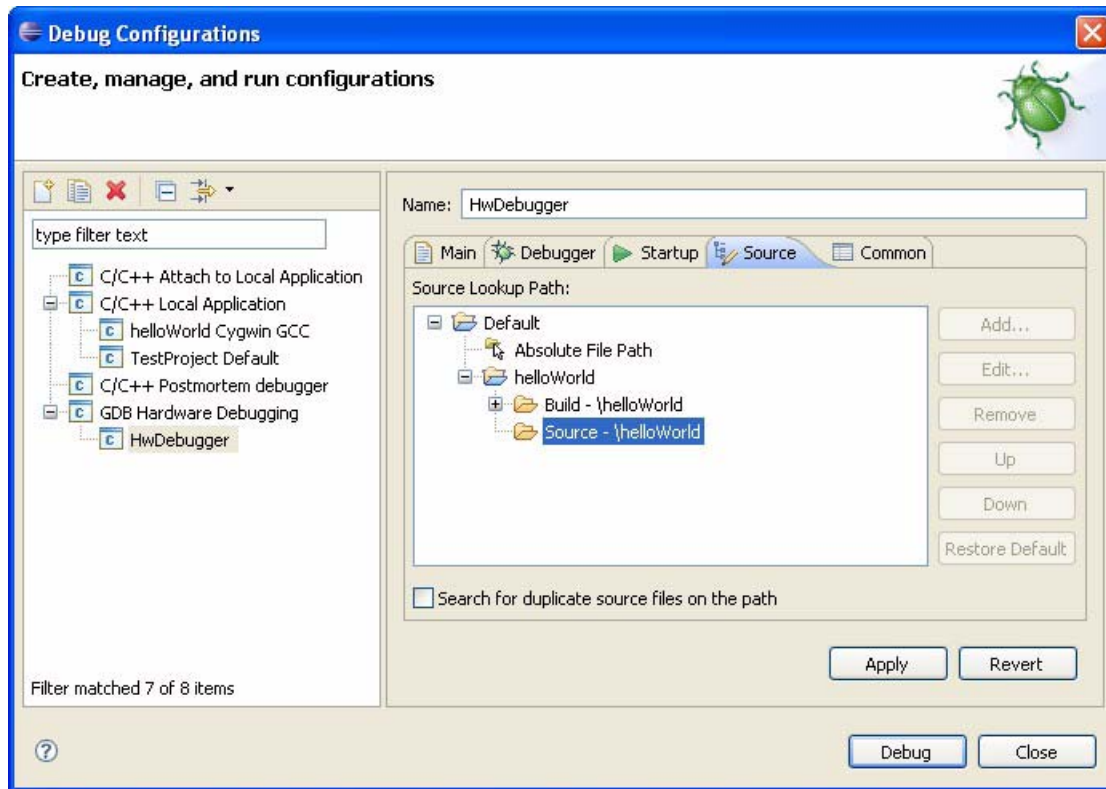 Debug Configurations
Create, manage, and run configurations
type filter text
C/C++ Attach to Local Application
C/C++ Local Application
helloWorld Cygwin GCC
TestProject Default
C/C++ Postmortem debugger
GDB Hardware Debugging
HwDebugger
Filter matched 7 of 8 items
Name: HwDebugger
Main Debugger Startup Source Common
Source Lookup Path:
Default
Absolute File Path
helloWorld
Build - \helloWorld
Source - \helloWorld
Add...
Edit...
Remove
Up
Down
Restore Default
Search for duplicate source files on the path
Apply Revert
Debug Close